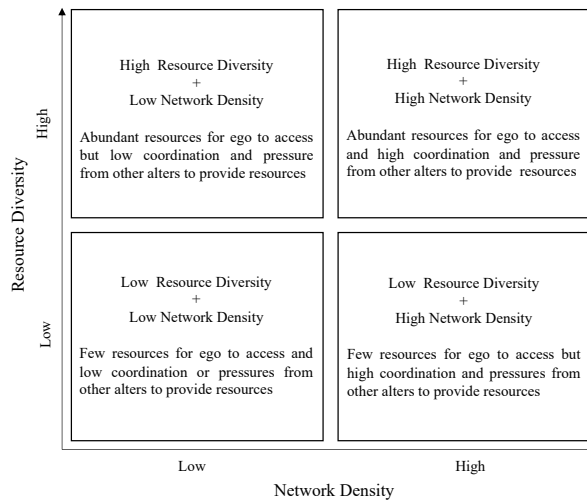 High Resource Diversity
+
Low Network Density
Abundant resources for ego to access
but low coordination and pressure
from other alters to provide resources
High Resource Diversity
+
High Network Density
Abundant resources for ego to access
and high coordination and pressure
from other alters to provide resources
High
Resource Diversity
Low
Low Resource Diversity
+
Low Network Density
Few resources for ego to access and
low coordination or pressures from
other alters to provide resources
Low Resource Diversity
+
High Network Density
Few resources for ego to access but
high coordination and pressures from
other alters to provide resources
Low
High
Network Density